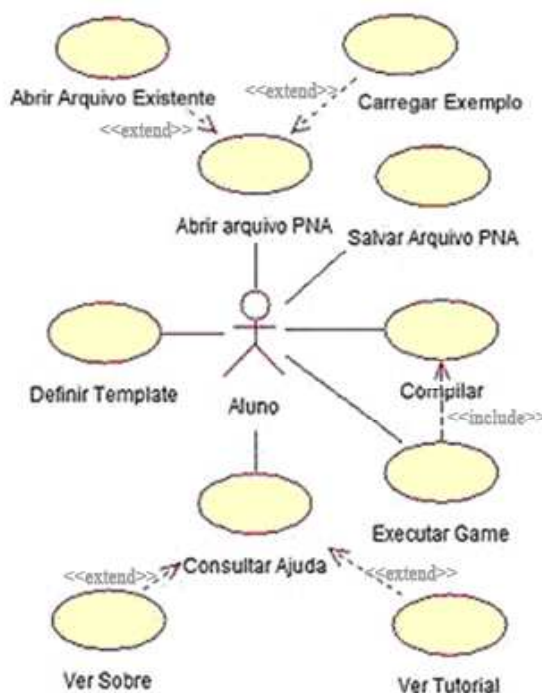 Abrir Arquivo Existente
<<extend>>
Carregar Exemplo
<<extend>>
Abrir arquivo PNA
Salvar Arquivo PNA
Definir Template
Aluno
Compilar
<<include>>
Executar Game
Consultar Ajuda
<<extend>>
<<extend>>
Ver Sobre
Ver Tutorial